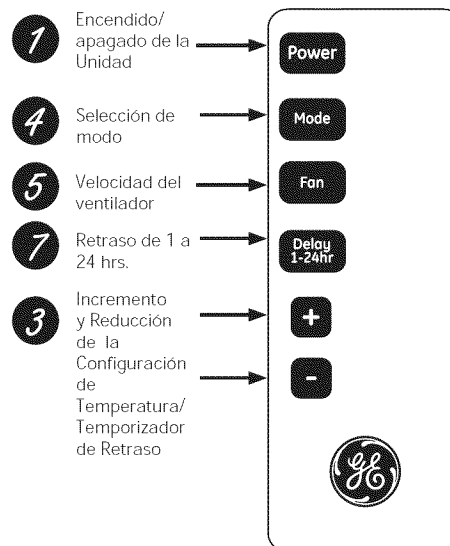 1 Encendido/
apagado de la
Unidad
Power
4 Selección de
modo
Mode
5 Velocidad del
ventilador
Fan
7 Retraso de 1 a
24 hrs.
Delay
1-24hr
3 Incremento
y Reducción
de la
Configuración
de
Temperatura/
Temporizador
de Retraso
+
-
GE